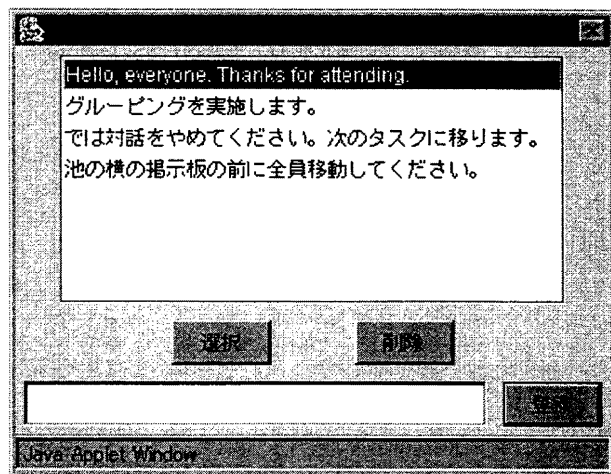 Hello, everyone. Thanks for attending.
グルーピングを実施します。
では対話をやめてください。次のタスクに移ります。
池の横の掲示板の前に全員移動してください。
選択
削除
Java Applet Window